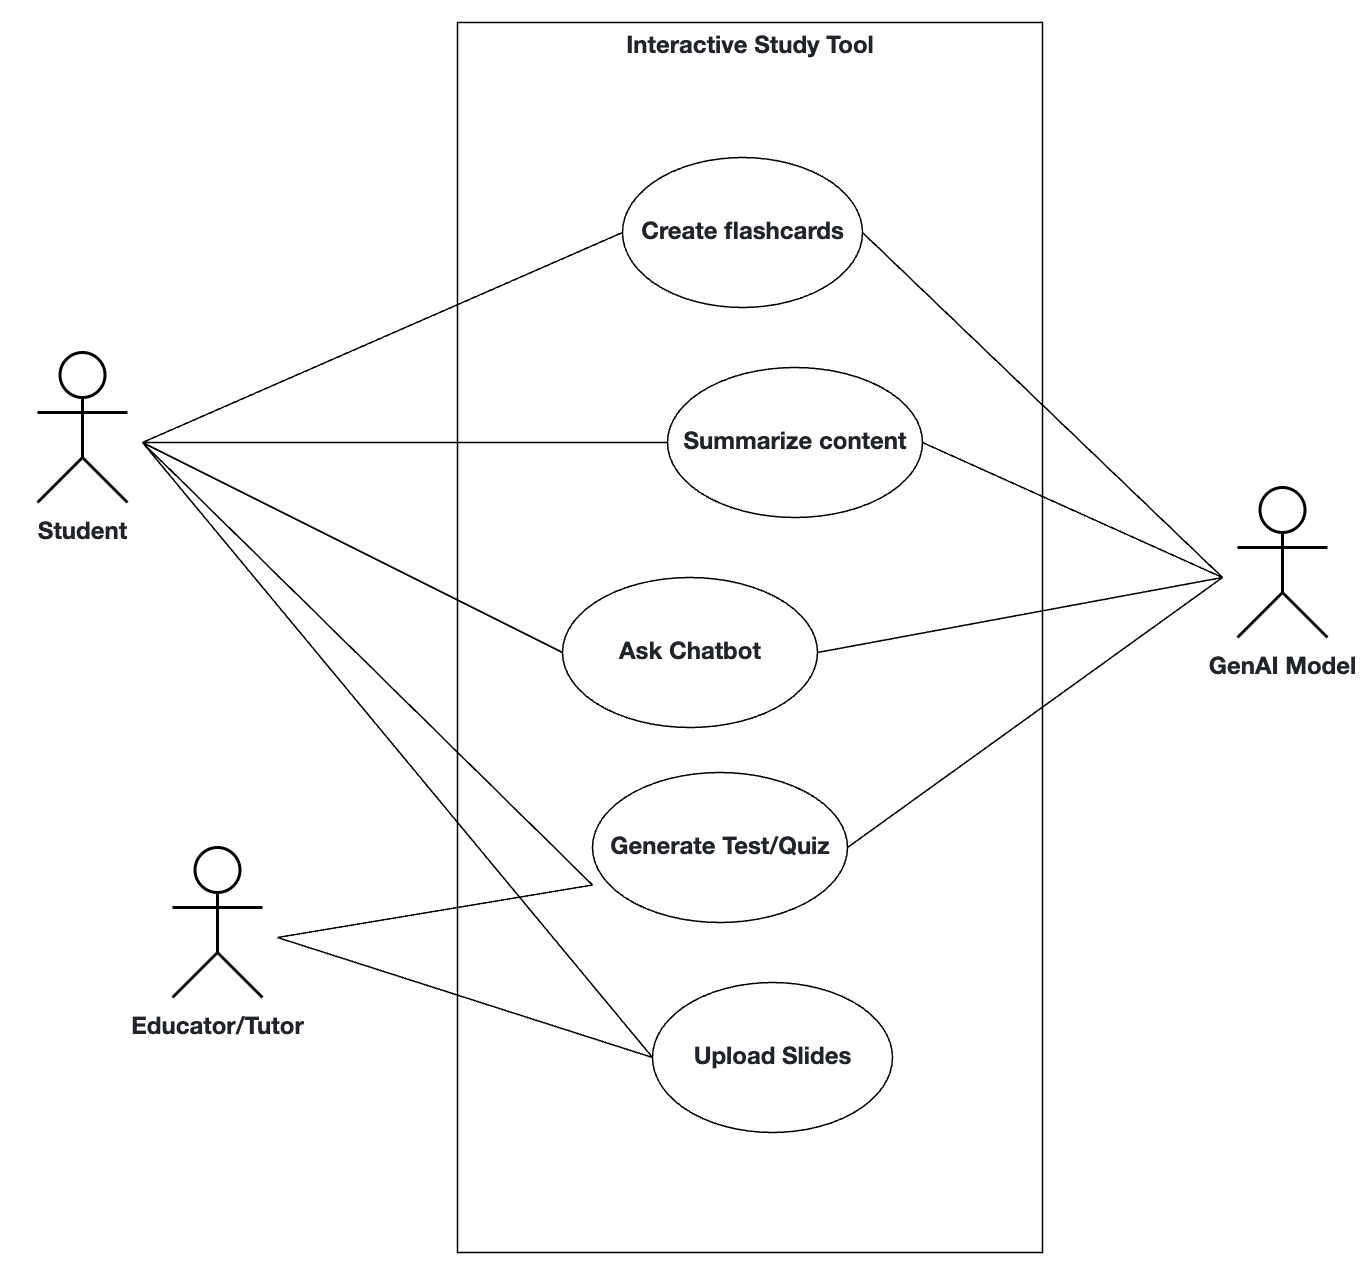 Interactive Study Tool
Create flashcards
Summarize content
Student
Ask Chatbot
GenAI Model
Generate Test/Quiz
Educator/Tutor
Upload Slides